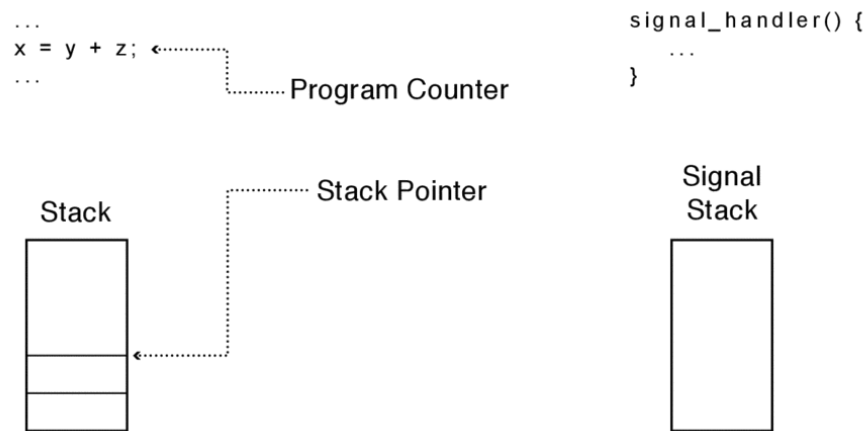 ...
x = y + z;
...
Program Counter
signal_handler() {
...
}
Stack Pointer
Stack
Signal
Stack